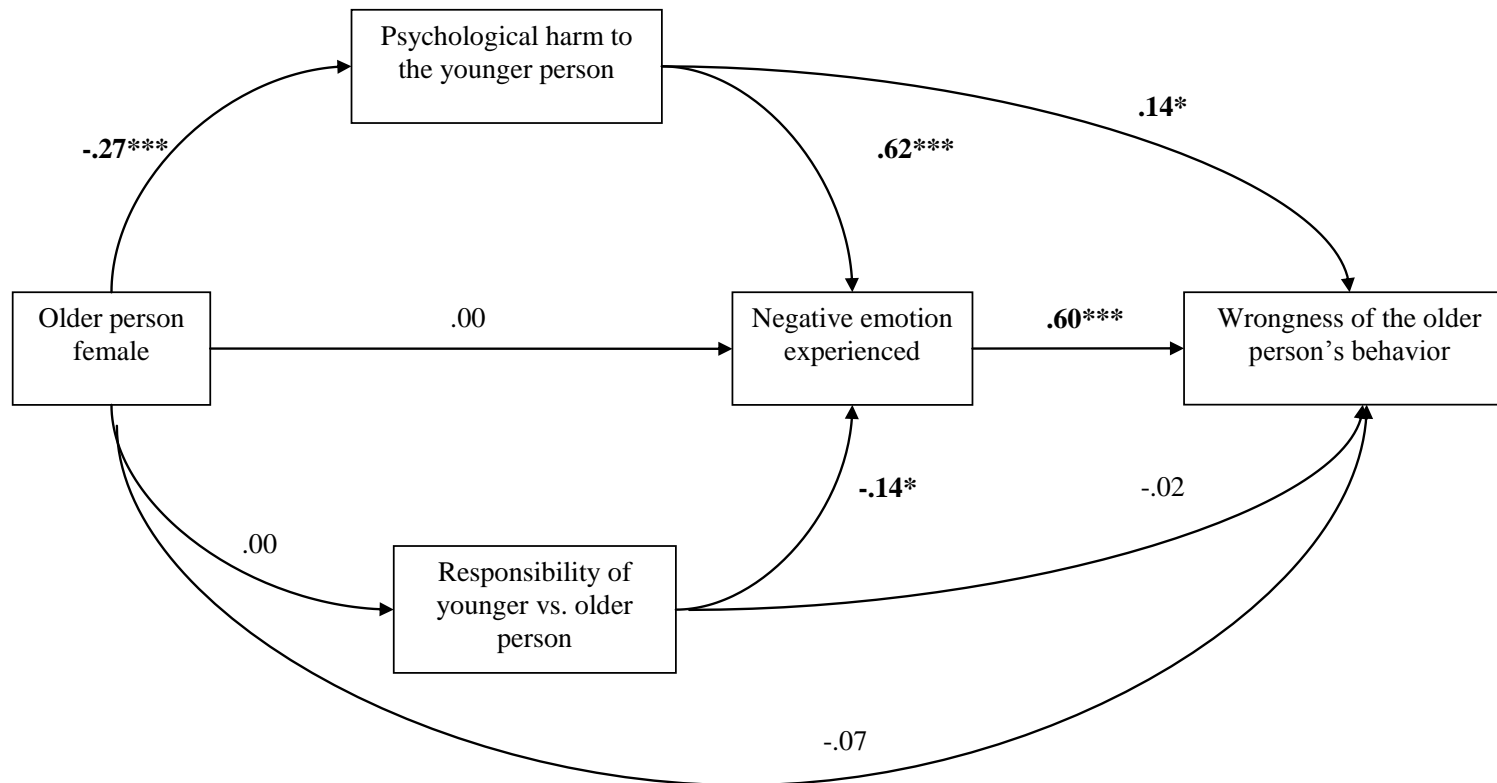 Psychological harm to
the younger person
.14*
-.27***
.62***
Older person
female
.00
Negative emotion
experienced
.60***
Wrongness of the older
person’s behavior
-.14*
-.02
.00
Responsibility of
younger vs. older
person
-.07